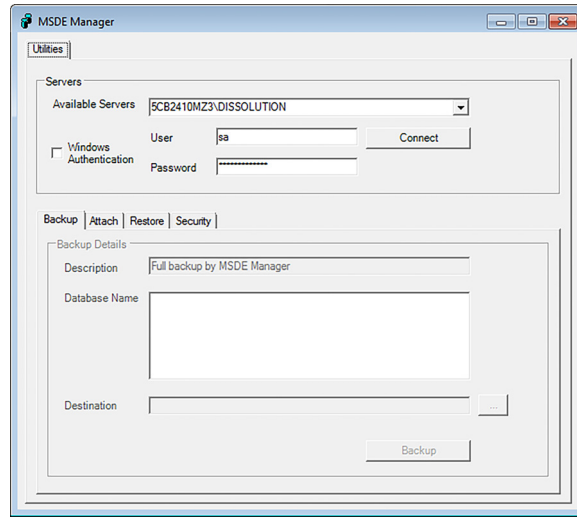 MSDE Manager
Utilities
Servers
Available Servers 5CB2410MZ3\DISSOLUTION
User sa Connect
Windows Authentication
Password *************
Backup Attach Restore Security
Backup Details
Description Full backup by MSDE Manager
Database Name
Destination ...
Backup